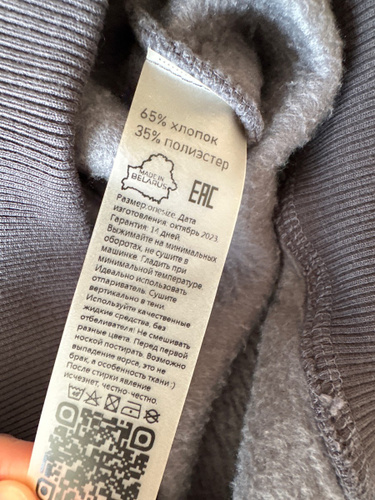 65% хлопок
35% полиэстер
MADE IN
BELARUS
EAC
Размер:onesize. Дата
изготовления: октябрь 2023
Гарантия: 14 дней
Выжимайте на минимальных
оборотах, не сушите в
машинке. Гладить при
минимальной температуре.
Идеально использовать
отпариватель. Сушите
вертикально в тени.
Используйте качественные
жидкие средства, без
отбеливателя! Не смешивать
разные цвета. Перед первой
ноской постирать. Возможно
выпадение ворса, это не
брак, а особенность ткани :)
После стирки явление
исчезнет, честно-честно.